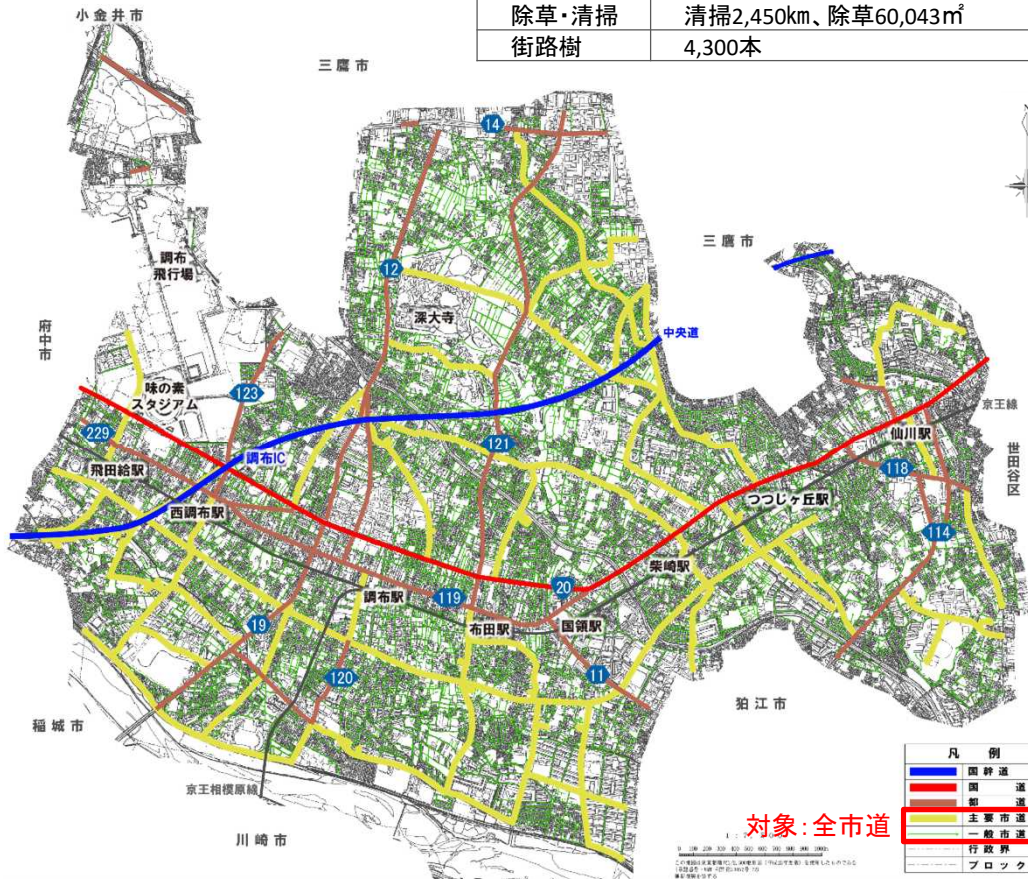 小金井市
除草・清掃 清掃2,450km、除草60,043㎡
街路樹 4,300本
三鷹市
14
三鷹市
調布
飛行場
12
深大寺
府中市
中央道
味の素
スタジアム
123
京王線
229
121
仙川駅
調布IC
飛田給駅
118
世田谷区
つつじヶ丘駅
西調布駅
114
柴崎駅
20
調布駅
119
布田駅
国領駅
19
120
11
狛江市
稲城市
京王相模原線
川崎市
凡例
国幹道
国道
都道
主要市道
一般市道
行政界
ブロック
対象:全市道